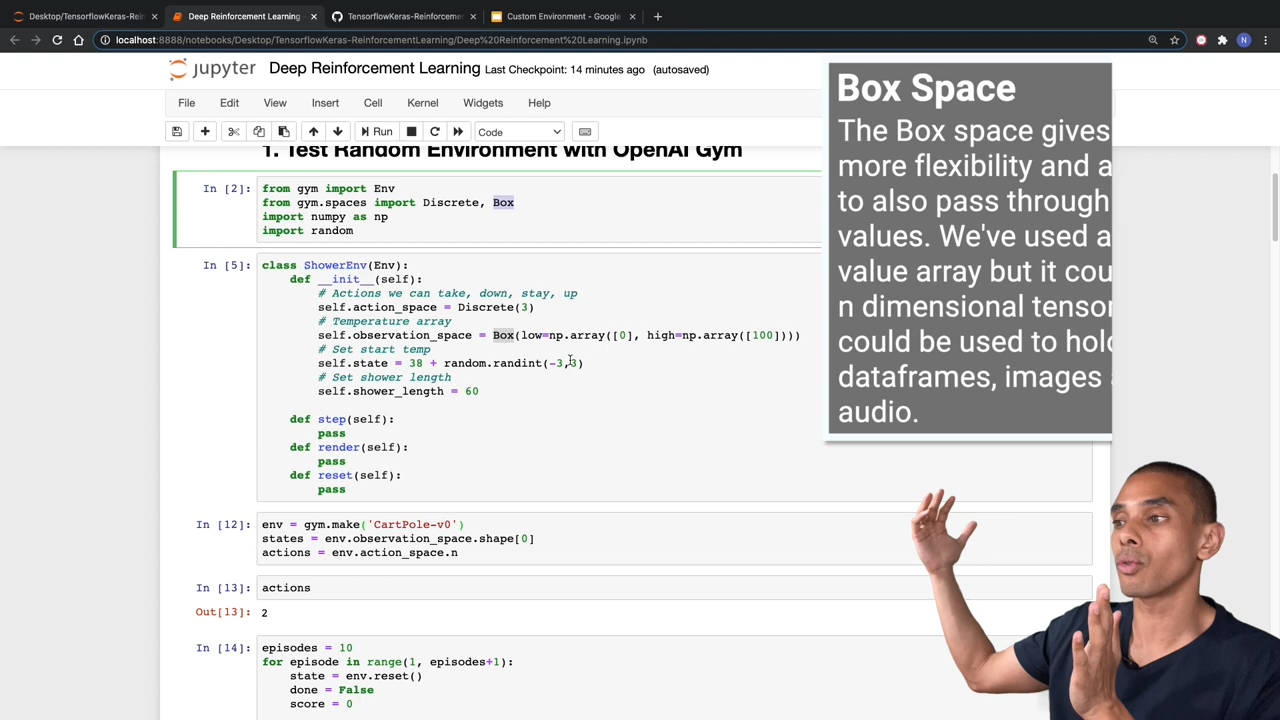 Desktop/TensorflowKeras-Rein
Deep Reinforcement Learning
TensorflowKeras-Reinforceme
Custom Environment - Google
localhost:8888/notebooks/Desktop/TensorflowKeras-ReinforcementLearning/Deep%20Reinforcement%20Learning.ipynb
N
jupyter Deep Reinforcement Learning Last Checkpoint: 14 minutes ago (autosaved)
File Edit View Insert Cell Kernel Widgets Help
Run Code
1. Test Random Environment with OpenAI Gym
In [2]: from gym import Env
from gym.spaces import Discrete, Box
import numpy as np
import random
In [5]: class ShowerEnv(Env):
def __init__(self):
# Actions we can take, down, stay, up
self.action_space = Discrete(3)
# Temperature array
self.observation_space = Box(low=np.array([0], high=np.array([100])))
# Set start temp
self.state = 38 + random.randint(-3,3)
# Set shower length
self.shower_length = 60
def step(self):
pass
def render(self):
pass
def reset(self):
pass
In [12]: env = gym.make('CartPole-v0')
states = env.observation_space.shape[0]
actions = env.action_space.n
In [13]: actions
Out[13]: 2
In [14]: episodes = 10
for episode in range(1, episodes+1):
state = env.reset()
done = False
score = 0
Box Space
The Box space gives
more flexibility and a
to also pass through
values. We've used a
value array but it cou
n dimensional tensor
could be used to hold
dataframes, images
audio.